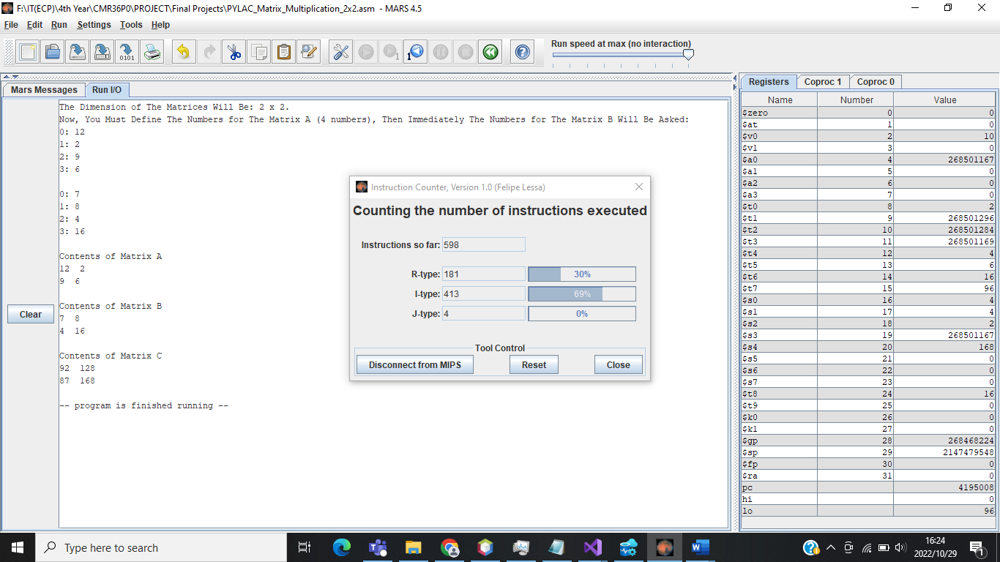 F:\IT(ECP)\4th Year\CMR36P0\PROJECT\Final Projects\PYLAC_Matrix_Multiplication_2x2.asm - MARS 4.5
File Edit Run Settings Tools Help
Run speed at max (no interaction)
0101
1
1
Mars Messages Run I/O
Registers Coproc 1 Coproc 0
The Dimension of The Matrices Will Be: 2 x 2.
Now, You Must Define The Numbers for The Matrix A (4 numbers), Then Immediately The Numbers for The Matrix B Will Be Asked:
0: 12
1: 2
2: 9
3: 6
0: 7
1: 8
2: 4
3: 16
Contents of Matrix A
12 2
9 6
Contents of Matrix B
7 8
4 16
Contents of Matrix C
92 128
87 168
-- program is finished running --
Clear
Instruction Counter, Version 1.0 (Felipe Lessa)
Counting the number of instructions executed
Instructions so far: 598
R-type: 181 30%
I-type: 413 69%
J-type: 4 0%
Tool Control
Disconnect from MIPS Reset Close
Name Number Value
$zero 0 0
$at 1 0
$v0 2 10
$v1 3 0
$a0 4 268501167
$a1 5 0
$a2 6 0
$a3 7 0
$t0 8 2
$t1 9 268501296
$t2 10 268501284
$t3 11 268501169
$t4 12 4
$t5 13 6
$t6 14 16
$t7 15 96
$s0 16 4
$s1 17 4
$s2 18 2
$s3 19 268501167
$s4 20 168
$s5 21 0
$s6 22 0
$s7 23 0
$t8 24 16
$t9 25 0
$k0 26 0
$k1 27 0
$gp 28 268468224
$sp 29 2147479548
$fp 30 0
$ra 31 0
pc 4195008
hi 0
lo 96
Type here to search
16:24
2022/10/29
1